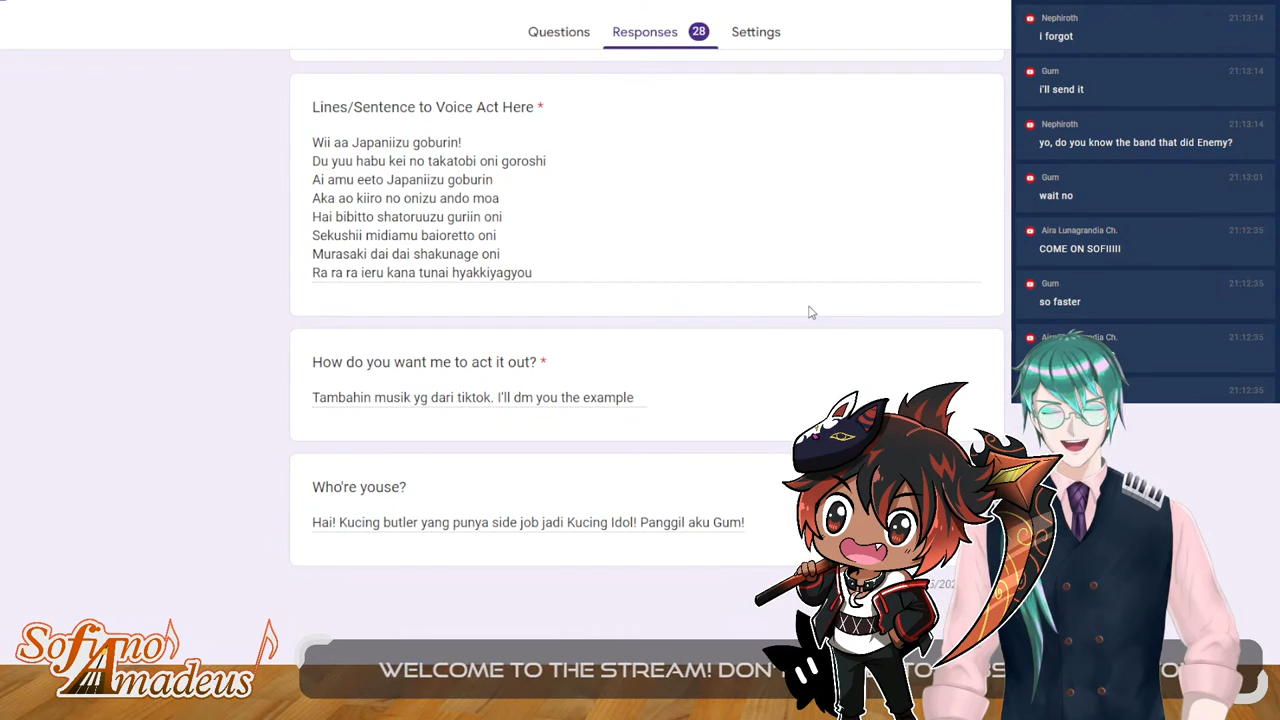 Questions
Responses 28
Settings
Lines/Sentence to Voice Act Here *
Wii aa Japaniizu goburin!
Du yuu habu kei no takatobi oni goroshi
Ai amu eeto Japaniizu goburin
Aka ao kiiro no onizu ando moa
Hai bibitto shatoruuzu guriin oni
Sekushii midiamu baioretto oni
Murasaki dai dai shakunage oni
Ra ra ra ieru kana tunai hyakkiyagyou
How do you want me to act it out? *
Tambahin musik yg dari tiktok. I'll dm you the example
Who're youse?
Hai! Kucing butler yang punya side job jadi Kucing Idol! Panggil aku Gum!
Nephiroth 21:13:14
i forgot
Gum 21:13:14
i'll send it
Nephiroth 21:13:14
yo, do you know the band that did Enemy?
Gum 21:13:01
wait no
Aira Lunagrandia Ch. 21:12:35
COME ON SOFIIIII
Gum 21:12:35
so faster
21:12:35
21:12:35
Sofiano
Amadeus
WELCOME TO THE STREAM! DON'